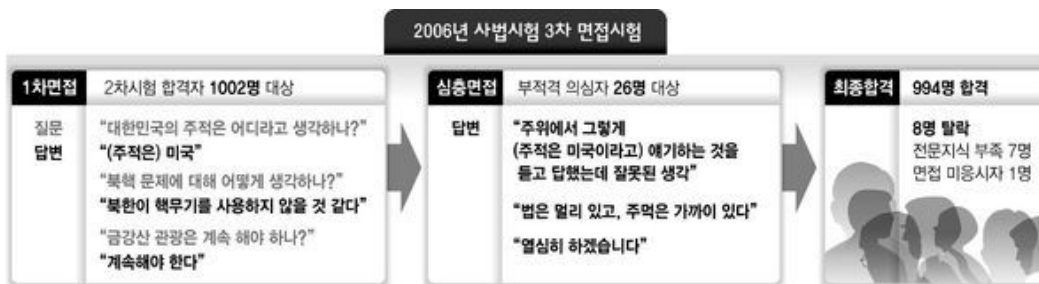 2006년 사법시험 3차 면접시험
1차면접 2차시험 합격자 1002명 대상
질문 “대한민국의 주적은 어디라고 생각하나?”
답변 “(주적은) 미국”
“북핵 문제에 대해 어떻게 생각하나?”
“북한이 핵무기를 사용하지 않을 것 같다”
“금강산 관광은 계속 해야 하나?”
“계속해야 한다”
심층면접 부적격 의심자 26명 대상
답변 “주위에서 그렇게
(주적은 미국이라고) 얘기하는 것을
듣고 답했는데 잘못된 생각”
“법은 멀리 있고, 주먹은 가까이 있다”
“열심히 하겠습니다”
최종합격 994명 합격
8명 탈락
전문지식 부족 7명
면접 미응시자 1명